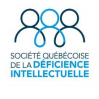 SOCIÉTÉ QUÉBÉCOISE
DE LA DÉFICIENCE
INTELLECTUELLE